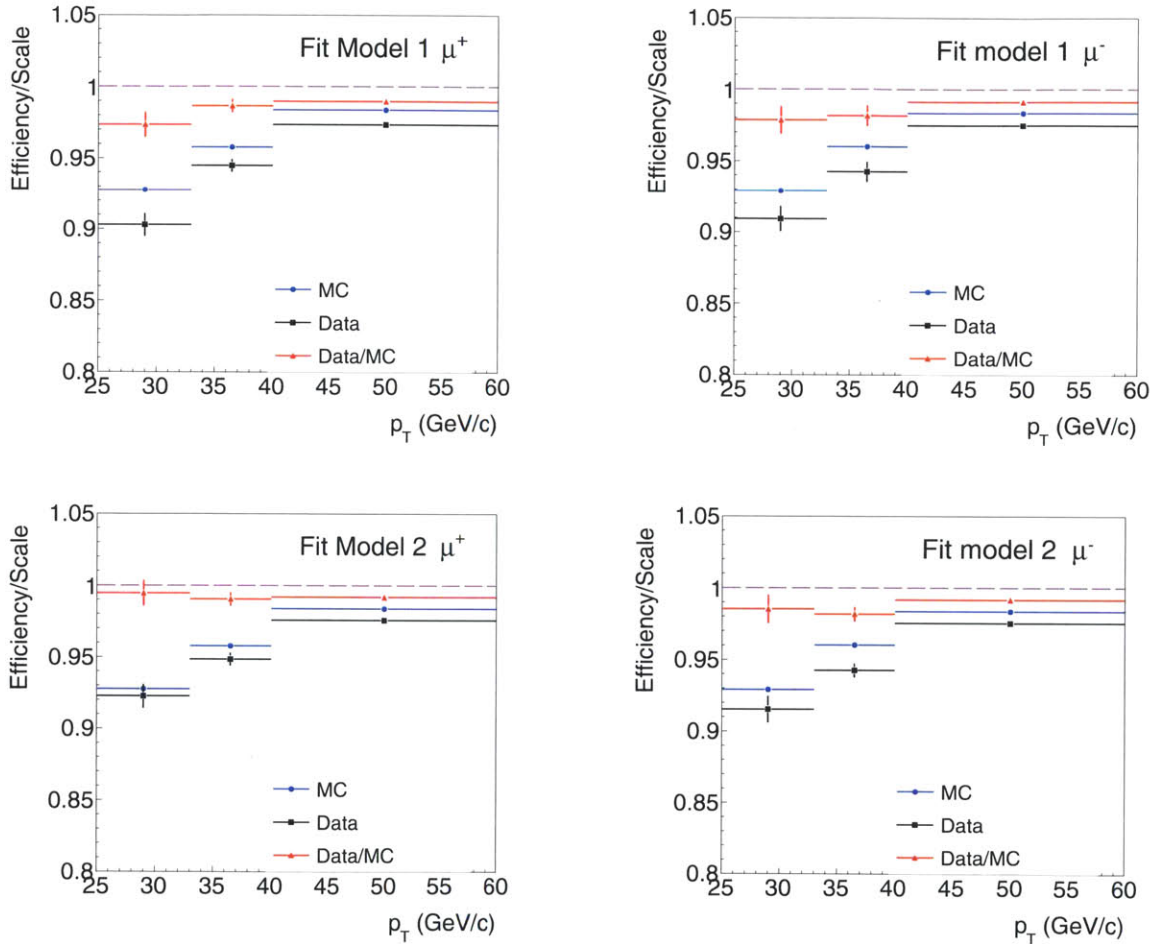 Efficiency/Scale
1.05
1
0.95
0.9
0.85
0.8
Fit Model 1 μ⁺
MC
Data
Data/MC
25 30 35 40 45 50 55 60
p_T (GeV/c)
Efficiency/Scale
1.05
1
0.95
0.9
0.85
0.8
Fit model 1 μ⁻
MC
Data
Data/MC
25 30 35 40 45 50 55 60
p_T (GeV/c)
Efficiency/Scale
1.05
1
0.95
0.9
0.85
0.8
Fit Model 2 μ⁺
MC
Data
Data/MC
25 30 35 40 45 50 55 60
p_T (GeV/c)
Efficiency/Scale
1.05
1
0.95
0.9
0.85
0.8
Fit model 2 μ⁻
MC
Data
Data/MC
25 30 35 40 45 50 55 60
p_T (GeV/c)